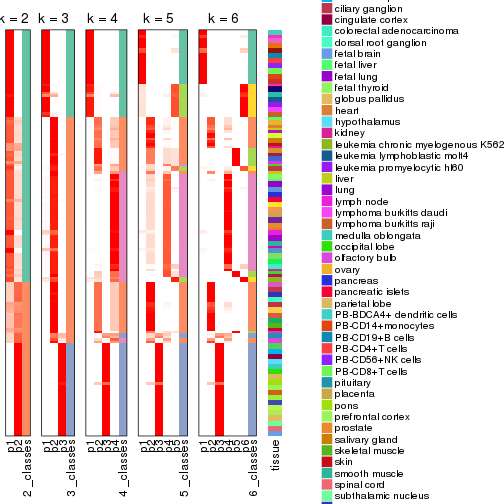 k = 2
k = 3
k = 4
k = 5
k = 6
ciliary ganglion
cingulate cortex
colorectal adenocarcinoma
dorsal root ganglion
fetal brain
fetal liver
fetal lung
fetal thyroid
globus pallidus
heart
hypothalamus
kidney
leukemia chronic myelogenous K562
leukemia lymphoblastic molt4
leukemia promyelocytic hl60
liver
lung
lymph node
lymphoma burkitts daudi
lymphoma burkitts raji
medulla oblongata
occipital lobe
olfactory bulb
ovary
pancreas
pancreatic islets
parietal lobe
PB-BDCA4+ dendritic cells
PB-CD14+monocytes
PB-CD19+B cells
PB-CD4+T cells
PB-CD56+NK cells
PB-CD8+T cells
pituitary
placenta
pons
prefrontal cortex
prostate
salivary gland
skeletal muscle
skin
smooth muscle
spinal cord
subthalamic nucleus
p1
p2
2_classes
p1
p2
p3
3_classes
p1
p2
p3
p4
4_classes
p1
p2
p3
p4
p5
5_classes
p1
p2
p3
p4
p5
p6
6_classes
tissue